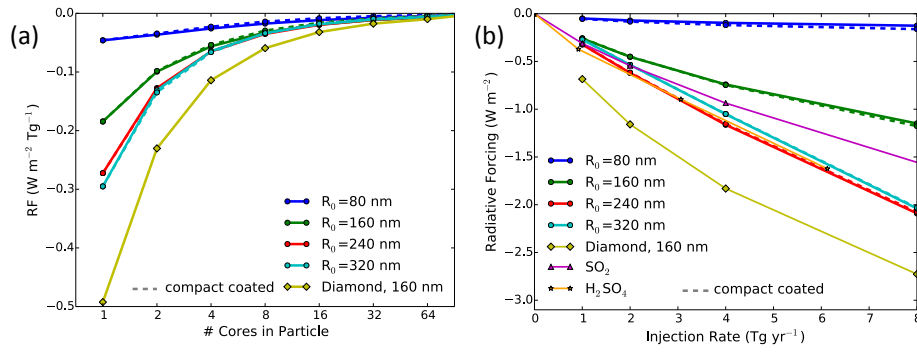 (a)
RF (W m⁻² Tg⁻¹)
0.0
−0.1
−0.2
−0.3
−0.4
−0.5
R₀=80 nm
R₀=160 nm
R₀=240 nm
R₀=320 nm
compact coated
Diamond, 160 nm
1 2 4 8 16 32 64
# Cores in Particle
(b)
Radiative Forcing (W m⁻²)
0.0
−0.5
−1.0
−1.5
−2.0
−2.5
−3.0
R₀=80 nm
R₀=160 nm
R₀=240 nm
R₀=320 nm
Diamond, 160 nm
SO₂
H₂SO₄
compact coated
0 1 2 3 4 5 6 7 8
Injection Rate (Tg yr⁻¹)